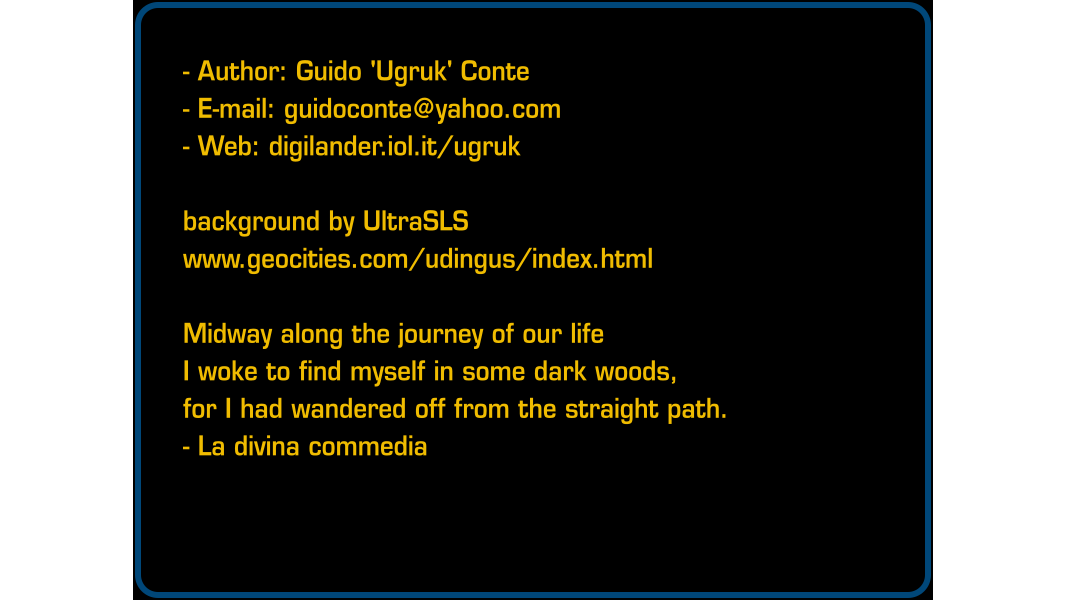 - Author: Guido 'Ugruk' Conte
- E-mail: guidoconte@yahoo.com
- Web: digilander.iol.it/ugruk
background by UltraSLS
www.geocities.com/udingus/index.html
Midway along the journey of our life
I woke to find myself in some dark woods,
for I had wandered off from the straight path.
- La divina commedia